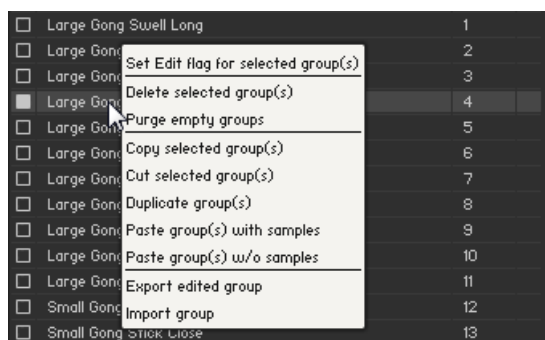 Large Gong Swell Long 1
Large Gong 2
Set Edit flag for selected group(s)
Large Gong 3
Delete selected group(s)
Large Gong 4
Purge empty groups
Large Gong 5
Copy selected group(s)
Large Gong 6
Cut selected group(s)
Large Gong 7
Duplicate group(s)
Large Gong 8
Paste group(s) with samples
Large Gong 9
Paste group(s) w/o samples
Large Gong 10
Export edited group
Large Gong 11
Import group
Small Gong 12
Small Gong Stick Close 13